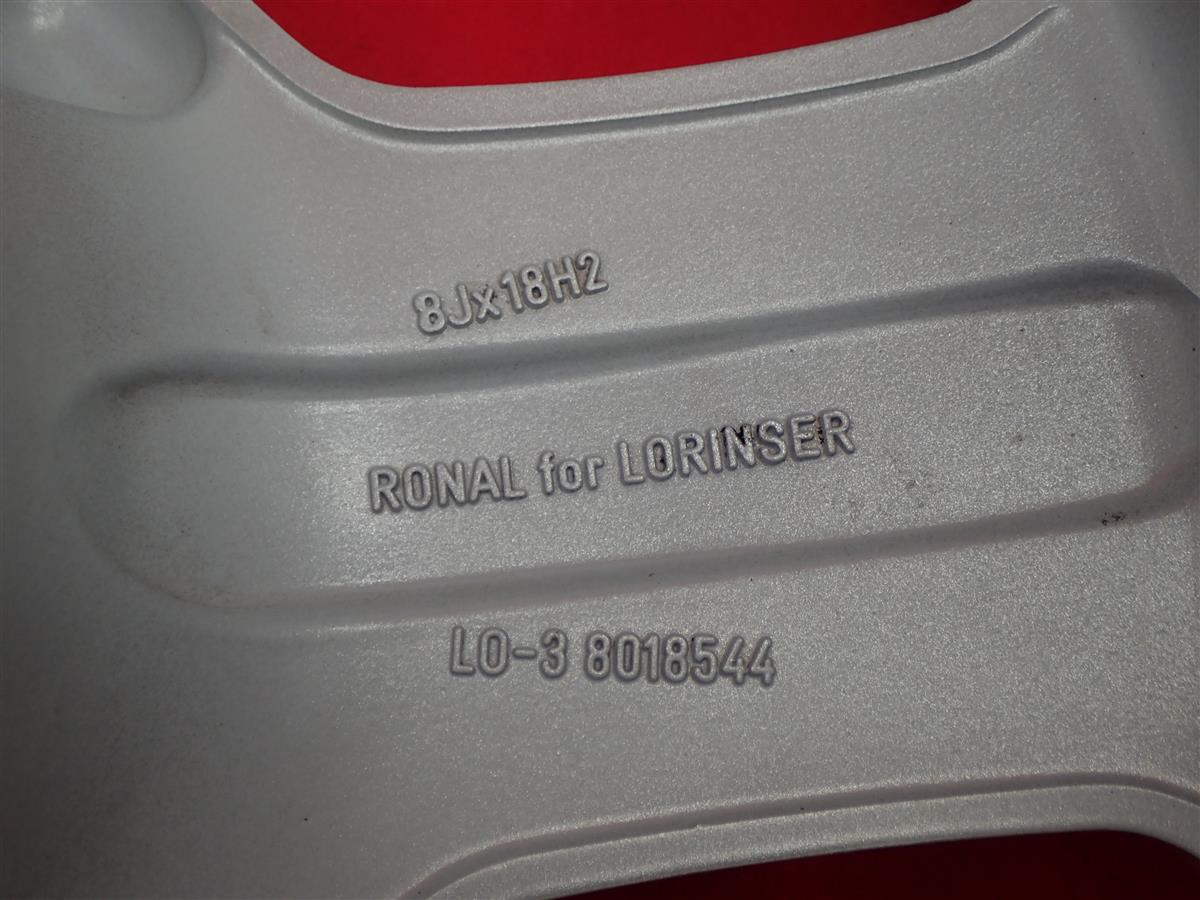 8Jx18H2
RONAL for LORINSER
LO-3 8018544